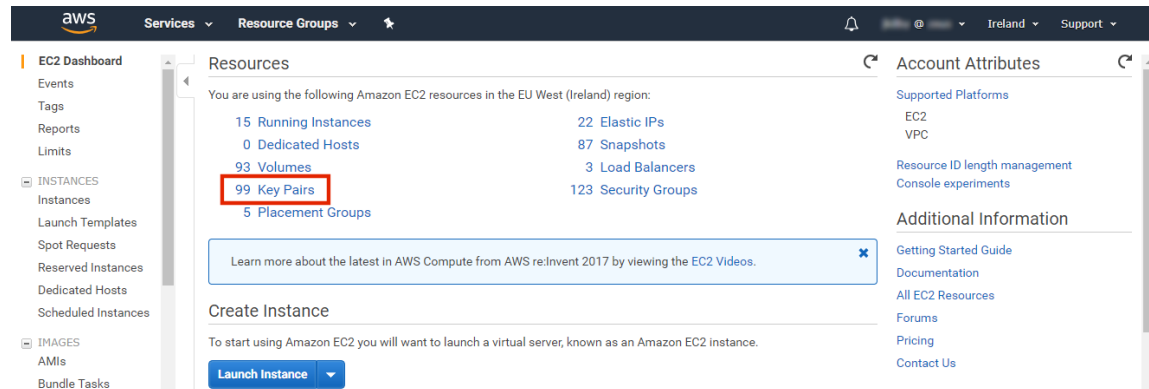 aws Services Resource Groups @ Ireland Support
EC2 Dashboard
Events
Tags
Reports
Limits
INSTANCES
Instances
Launch Templates
Spot Requests
Reserved Instances
Dedicated Hosts
Scheduled Instances
IMAGES
AMIs
Bundle Tasks
Resources
You are using the following Amazon EC2 resources in the EU West (Ireland) region:
15 Running Instances
0 Dedicated Hosts
93 Volumes
99 Key Pairs
5 Placement Groups
22 Elastic IPs
87 Snapshots
3 Load Balancers
123 Security Groups
Learn more about the latest in AWS Compute from AWS re:Invent 2017 by viewing the EC2 Videos.
Create Instance
To start using Amazon EC2 you will want to launch a virtual server, known as an Amazon EC2 instance.
Launch Instance
Account Attributes
Supported Platforms
EC2
VPC
Resource ID length management
Console experiments
Additional Information
Getting Started Guide
Documentation
All EC2 Resources
Forums
Pricing
Contact Us